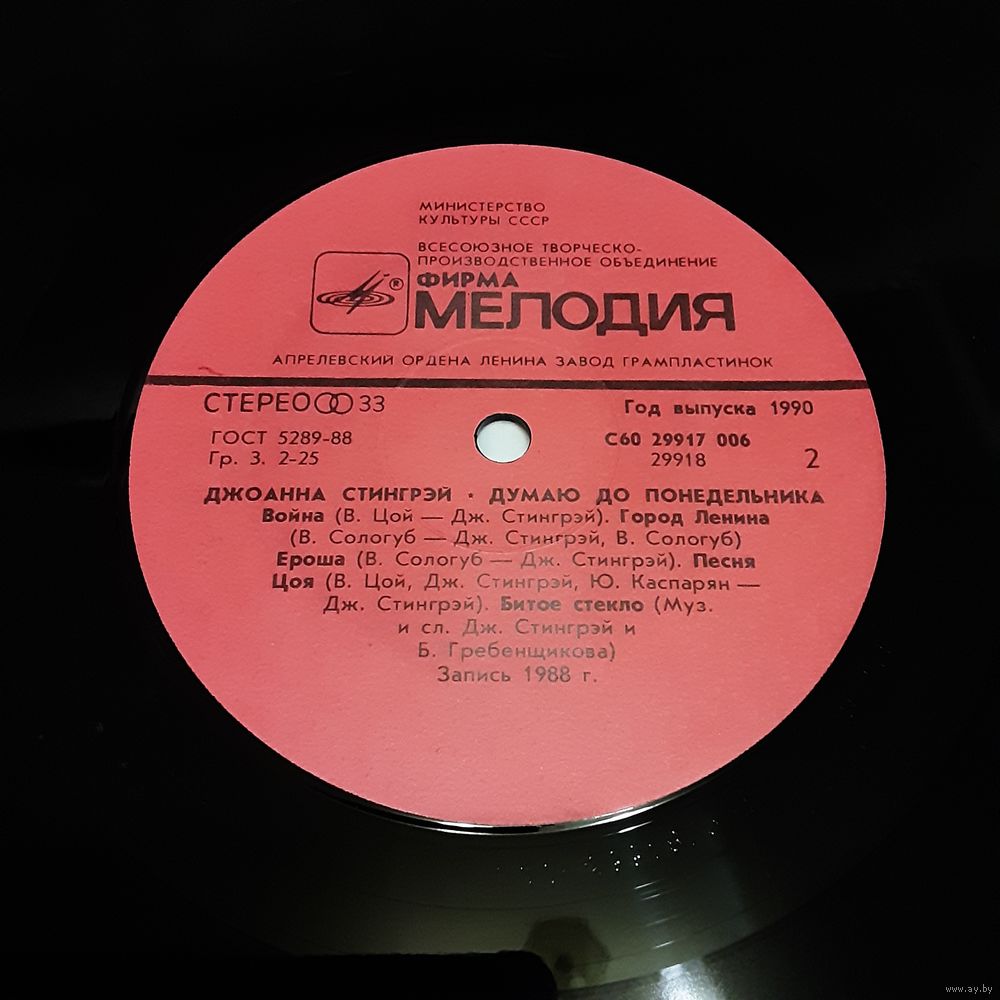 МИНИСТЕРСТВО
КУЛЬТУРЫ СССР
ВСЕСОЮЗНОЕ ТВОРЧЕСКО-
ПРОИЗВОДСТВЕННОЕ ОБЪЕДИНЕНИЕ
ФИРМА
®
МЕЛОДИЯ
АПРЕЛЕВСКИЙ ОРДЕНА ЛЕНИНА ЗАВОД ГРАМПЛАСТИНОК
СТЕРЕО 33
Год выпуска 1990
ГОСТ 5289-88
С60 29917 006
Гр. 3. 2-25
29918
2
ДЖОАННА СТИНГРЭЙ · ДУМАЮ ДО ПОНЕДЕЛЬНИКА
Война (В. Цой — Дж. Стингрэй). Город Ленина
(В. Сологуб — Дж. Стингрэй, В. Сологуб)
Ероша (В. Сологуб — Дж. Стингрэй). Песня
Цоя (В. Цой, Дж. Стингрэй, Ю. Каспарян —
Дж. Стингрэй). Битое стекло (Муз.
и сл. Дж. Стингрэй и
Б. Гребенщикова)
Запись 1988 г.
www.ay.by